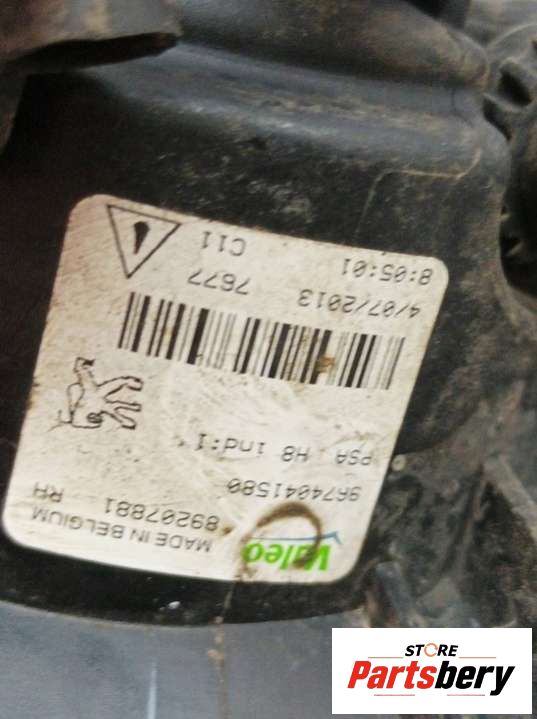 Valeo
MADE IN BELGIUM
89207881 RH
9674041580
PSA H8 ind:1
4/07/2013 7677
8:05:01 C11
STORE
Partsbery